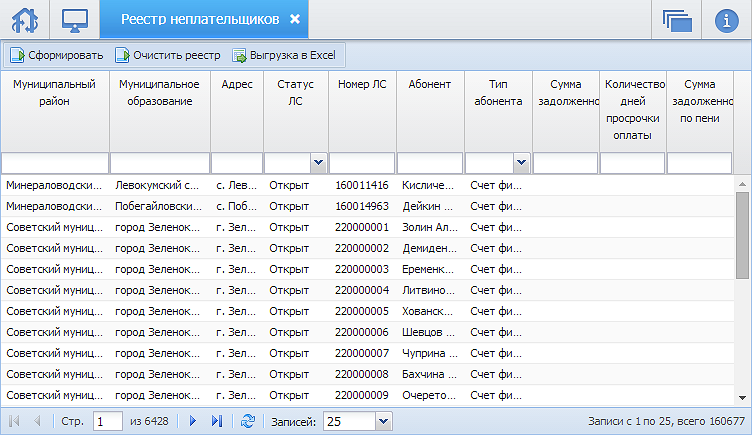 Реестр неплательщиков
Сформировать Очистить реестр Выгрузка в Excel
Муниципальный район Муниципальное образование Адрес Статус ЛС Номер ЛС Абонент Тип абонента Сумма задолженно Количество дней просрочки оплаты Сумма задолженно по пени
Минераловодски... Левокумский с... с. Лев... Открыт 160011416 Кисличе... Счет фи...
Минераловодски... Побегайловски... с. Поб... Открыт 160014963 Дейкин ... Счет фи...
Советский муниц... город Зеленок... г. Зел... Открыт 220000001 Золин Ал... Счет фи...
Советский муниц... город Зеленок... г. Зел... Открыт 220000002 Демиден... Счет фи...
Советский муниц... город Зеленок... г. Зел... Открыт 220000003 Еременк... Счет фи...
Советский муниц... город Зеленок... г. Зел... Открыт 220000004 Литвино... Счет фи...
Советский муниц... город Зеленок... г. Зел... Открыт 220000005 Хованск... Счет фи...
Советский муниц... город Зеленок... г. Зел... Открыт 220000006 Шевцов ... Счет фи...
Советский муниц... город Зеленок... г. Зел... Открыт 220000007 Чуприна ... Счет фи...
Советский муниц... город Зеленок... г. Зел... Открыт 220000008 Бахчина ... Счет фи...
Советский муниц... город Зеленок... г. Зел... Открыт 220000009 Очерето... Счет фи...
Стр. 1 из 6428 Записей: 25 Записи с 1 по 25, всего 160677